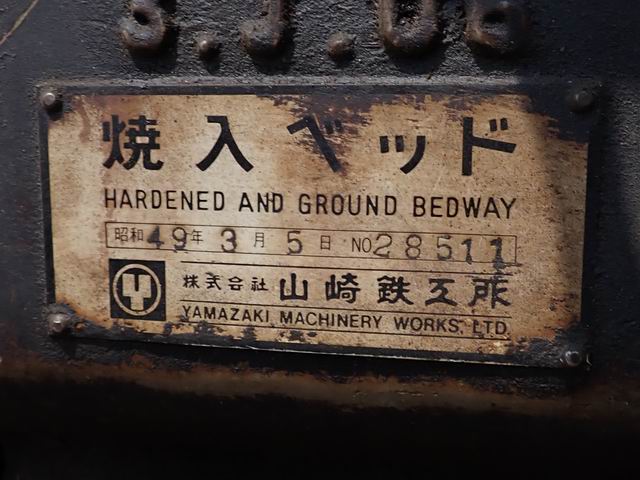 焼入ベッド
HARDENED AND GROUND BEDWAY
昭和49年3月5日 NO28511
株式会社 山崎鉄工所
YAMAZAKI MACHINERY WORKS, LTD.